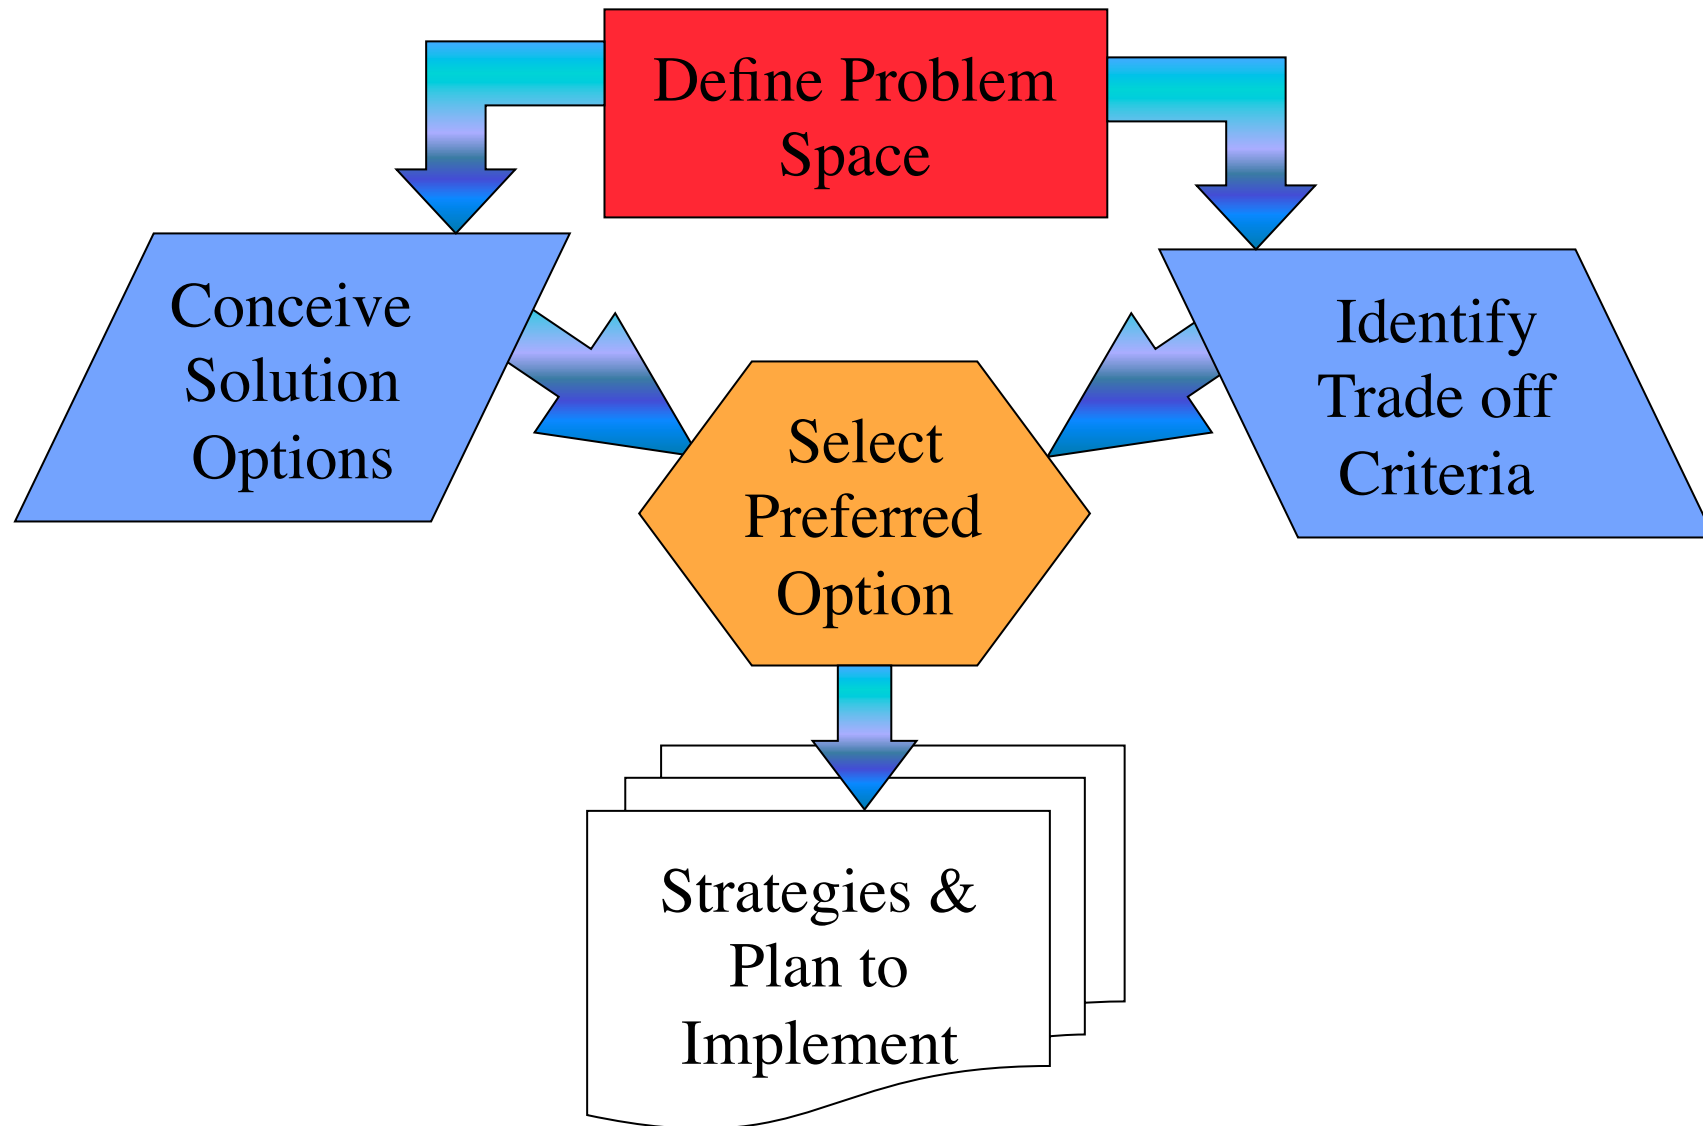 Define Problem
Space
Conceive
Solution
Options
Identify
Trade off
Criteria
Select
Preferred
Option
Strategies &
Plan to
Implement